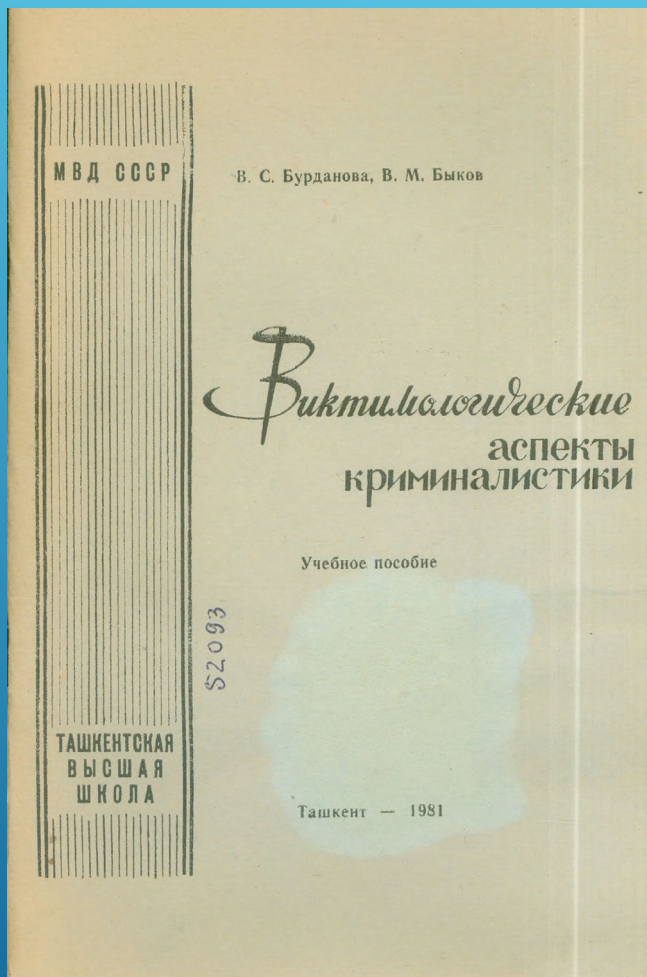 МВД СССР
В. С. Бурданова, В. М. Быков
Виктимологические
аспекты
криминалистики
Учебное пособие
52093
ТАШКЕНТСКАЯ
ВЫСШАЯ
ШКОЛА
Ташкент — 1981